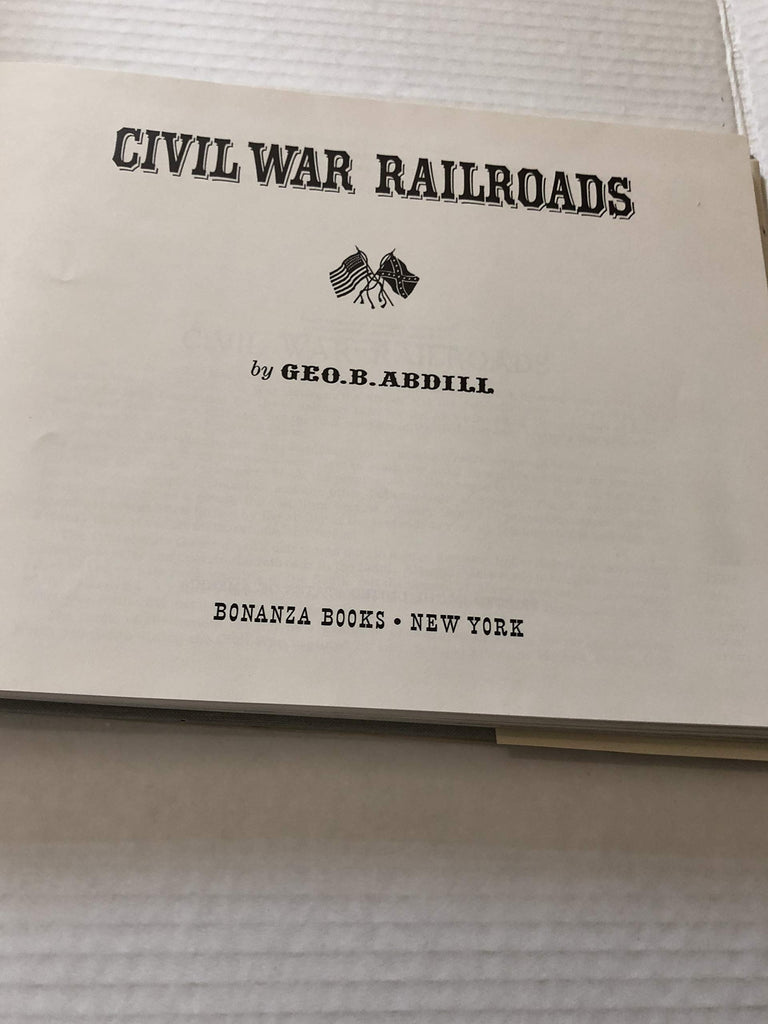 CIVIL WAR RAILROADS
by GEO.B.ABDILL
BONANZA BOOKS • NEW YORK